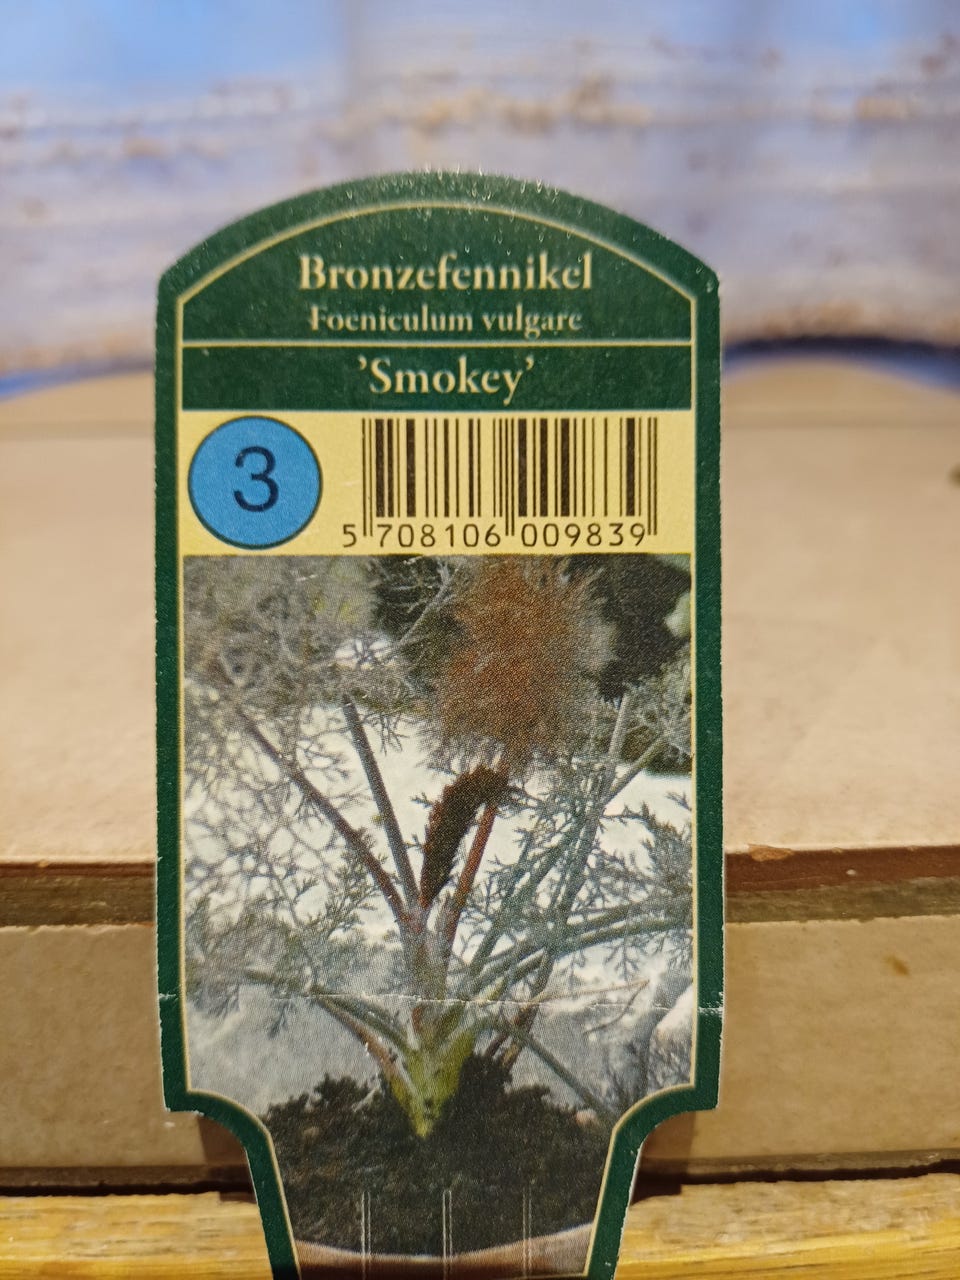 Bronzefennikel
Foeniculum vulgare
’Smokey’
3
5 708106 009839